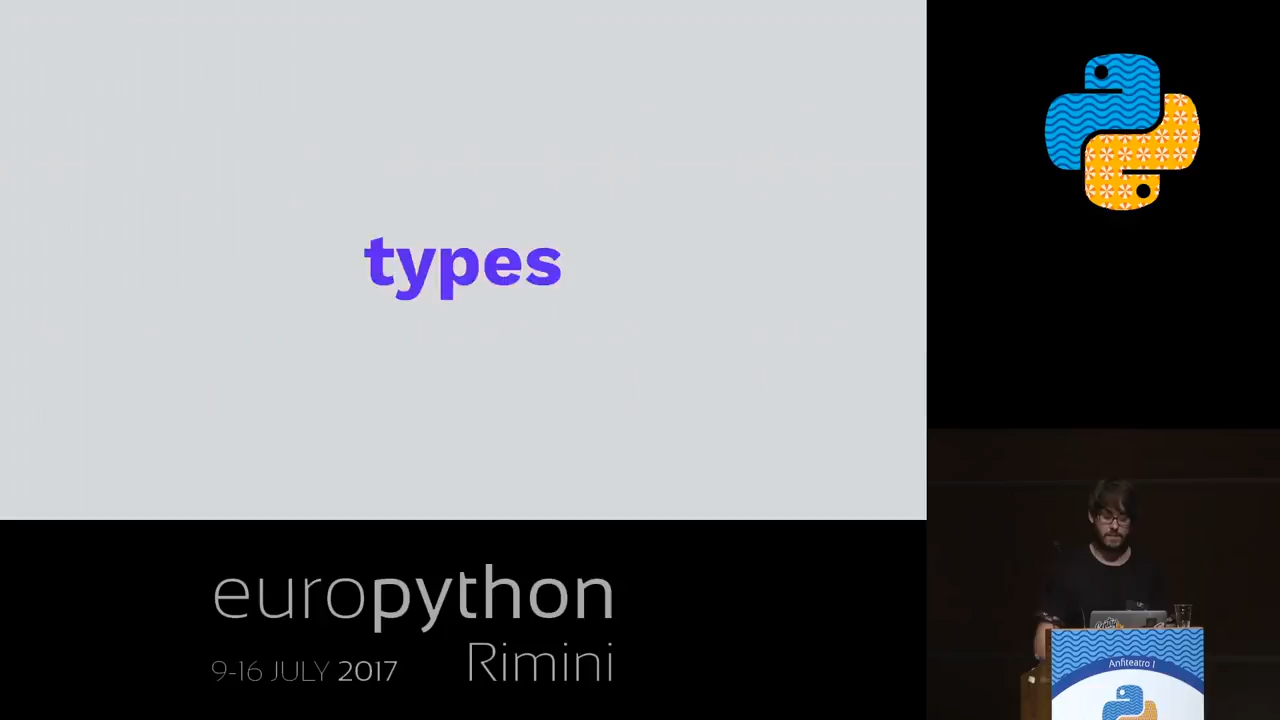 types
europython
9-16 JULY 2017
Rimini
Anfiteatro I